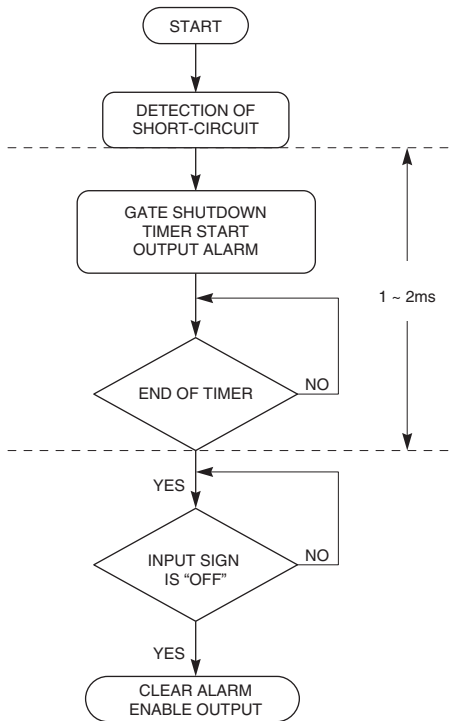 START
DETECTION OF
SHORT-CIRCUIT
GATE SHUTDOWN
TIMER START
OUTPUT ALARM
1 ~ 2ms
END OF TIMER
NO
YES
INPUT SIGN
IS "OFF"
NO
YES
CLEAR ALARM
ENABLE OUTPUT